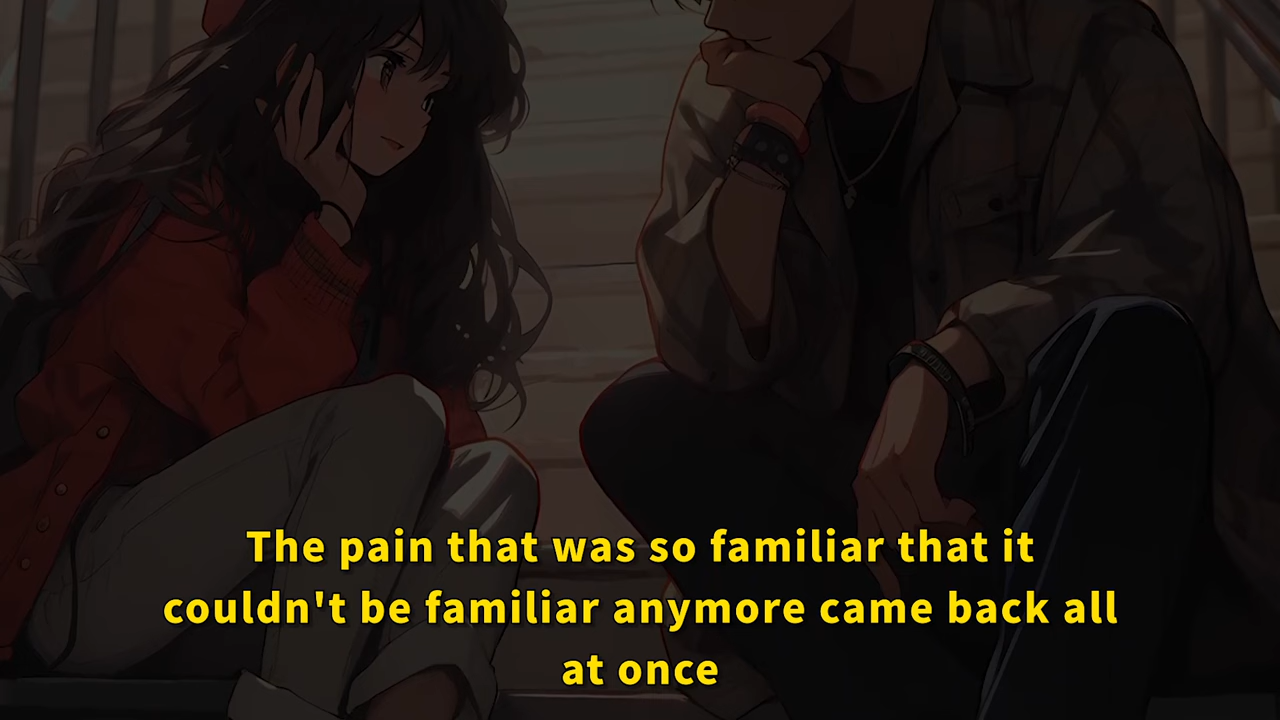 The pain that was so familiar that it
couldn't be familiar anymore came back all
at once